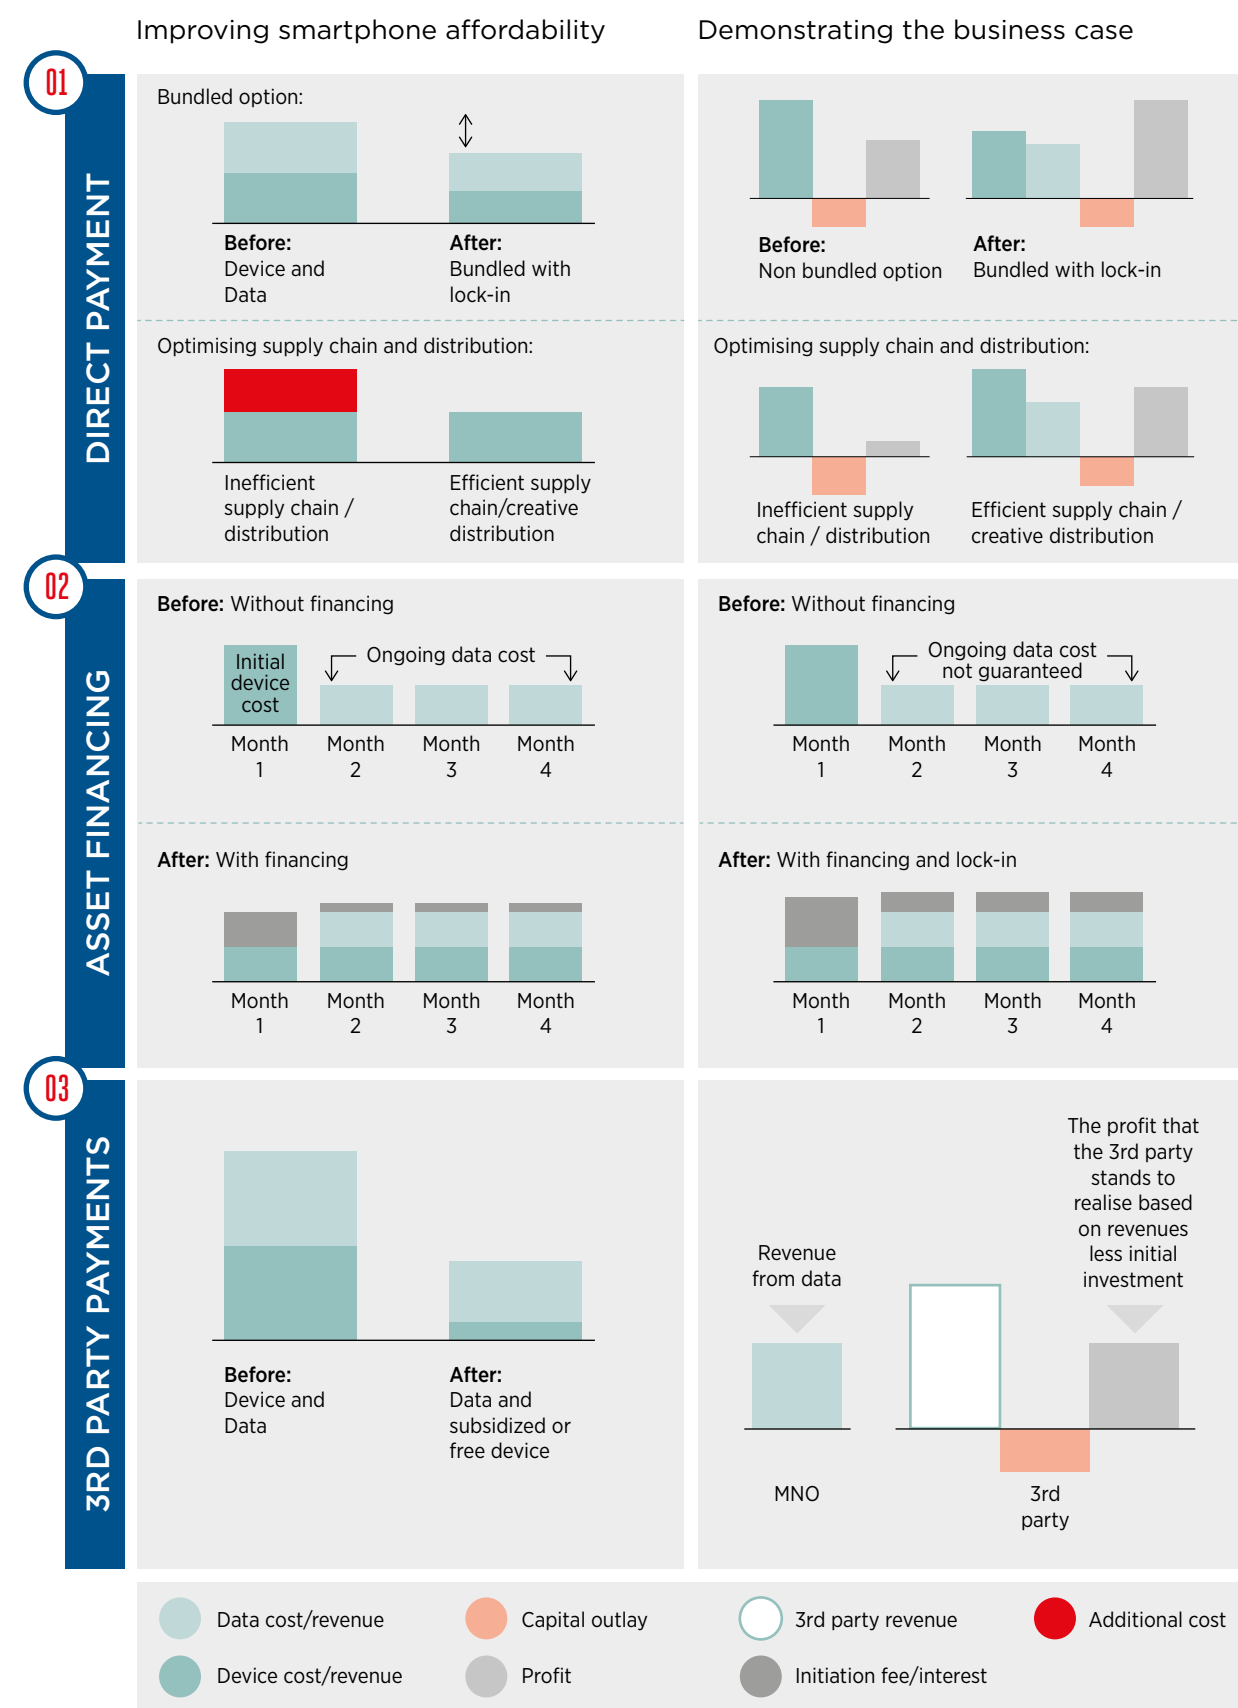 Improving smartphone affordability
Demonstrating the business case
01
DIRECT PAYMENT
Bundled option:
Before:
Device and
Data
After:
Bundled with
lock-in
Before:
Non bundled option
After:
Bundled with lock-in
Optimising supply chain and distribution:
Inefficient
supply chain /
distribution
Efficient supply
chain/creative
distribution
Optimising supply chain and distribution:
Inefficient supply
chain / distribution
Efficient supply chain /
creative distribution
02
ASSET FINANCING
Before: Without financing
Initial
device
cost
Ongoing data cost
Month
1
Month
2
Month
3
Month
4
Before: Without financing
Ongoing data cost
not guaranteed
Month
1
Month
2
Month
3
Month
4
After: With financing
Month
1
Month
2
Month
3
Month
4
After: With financing and lock-in
Month
1
Month
2
Month
3
Month
4
03
3RD PARTY PAYMENTS
Before:
Device and
Data
After:
Data and
subsidized or
free device
Revenue
from data
The profit that
the 3rd party
stands to
realise based
on revenues
less initial
investment
MNO
3rd
party
Data cost/revenue
Capital outlay
3rd party revenue
Additional cost
Device cost/revenue
Profit
Initiation fee/interest